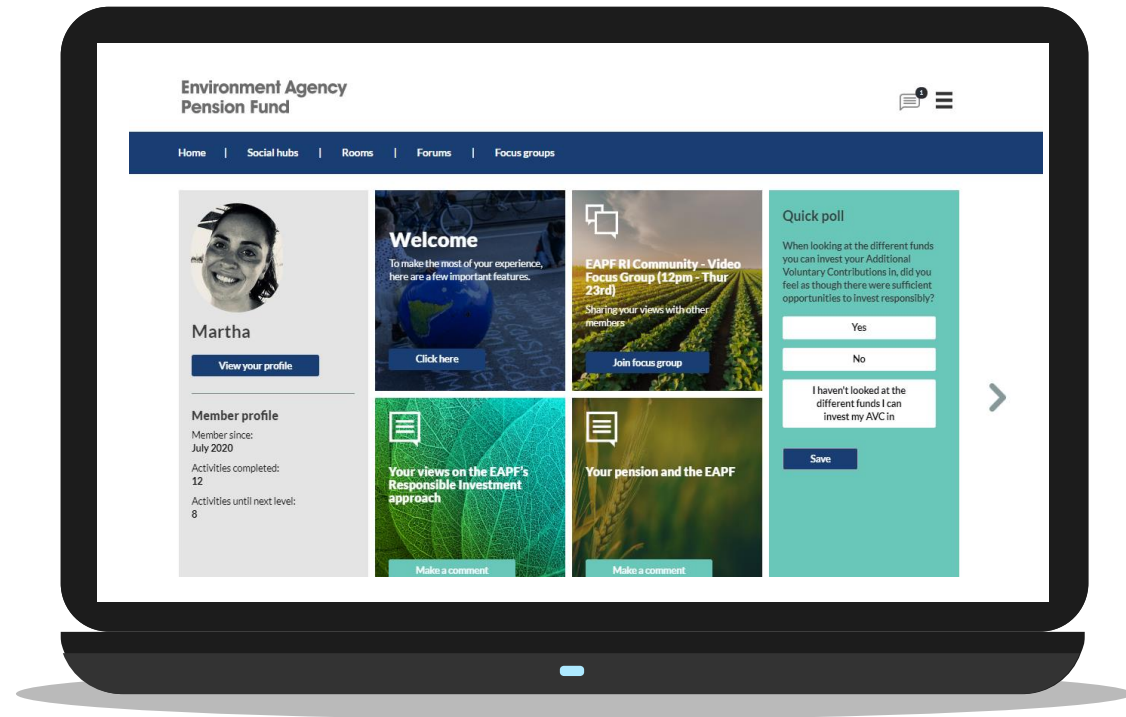 Environment Agency
Pension Fund
1
Home | Social hubs | Rooms | Forums | Focus groups
Martha
View your profile
Member profile
Member since:
July 2020
Activities completed:
12
Activities until next level:
8
Welcome
To make the most of your experience,
here are a few important features.
Click here
EAPF RI Community - Video
Focus Group (12pm - Thur
23rd)
Sharing your views with other
members
Join focus group
Your views on the EAPF's
Responsible Investment
approach
Make a comment
Your pension and the EAPF
Make a comment
Quick poll
When looking at the different funds
you can invest your Additional
Voluntary Contributions in, did you
feel as though there were sufficient
opportunities to invest responsibly?
Yes
No
I haven't looked at the
different funds I can
invest my AVC in
Save